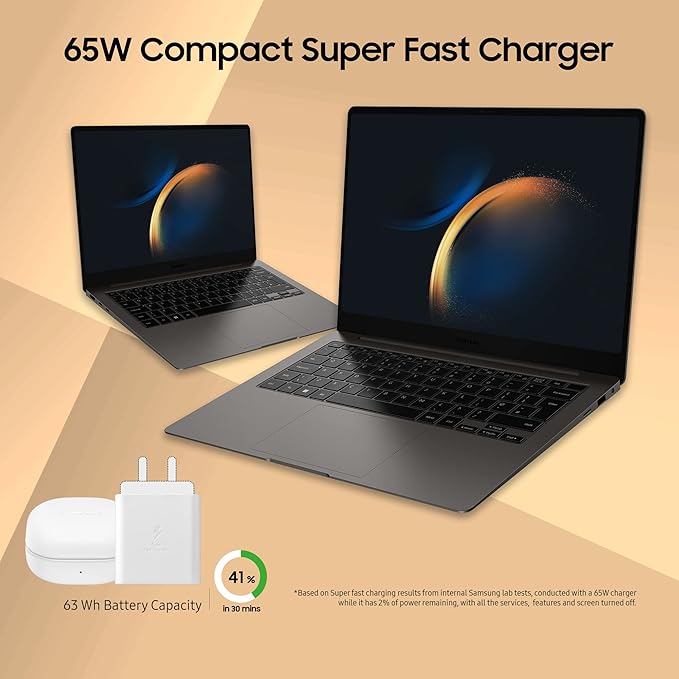 65W Compact Super Fast Charger
41%
in 30 mins
63 Wh Battery Capacity
*Based on Super fast charging results from internal Samsung lab tests, conducted with a 65W charger
while it has 2% of power remaining, with all the services, features and screen turned off.